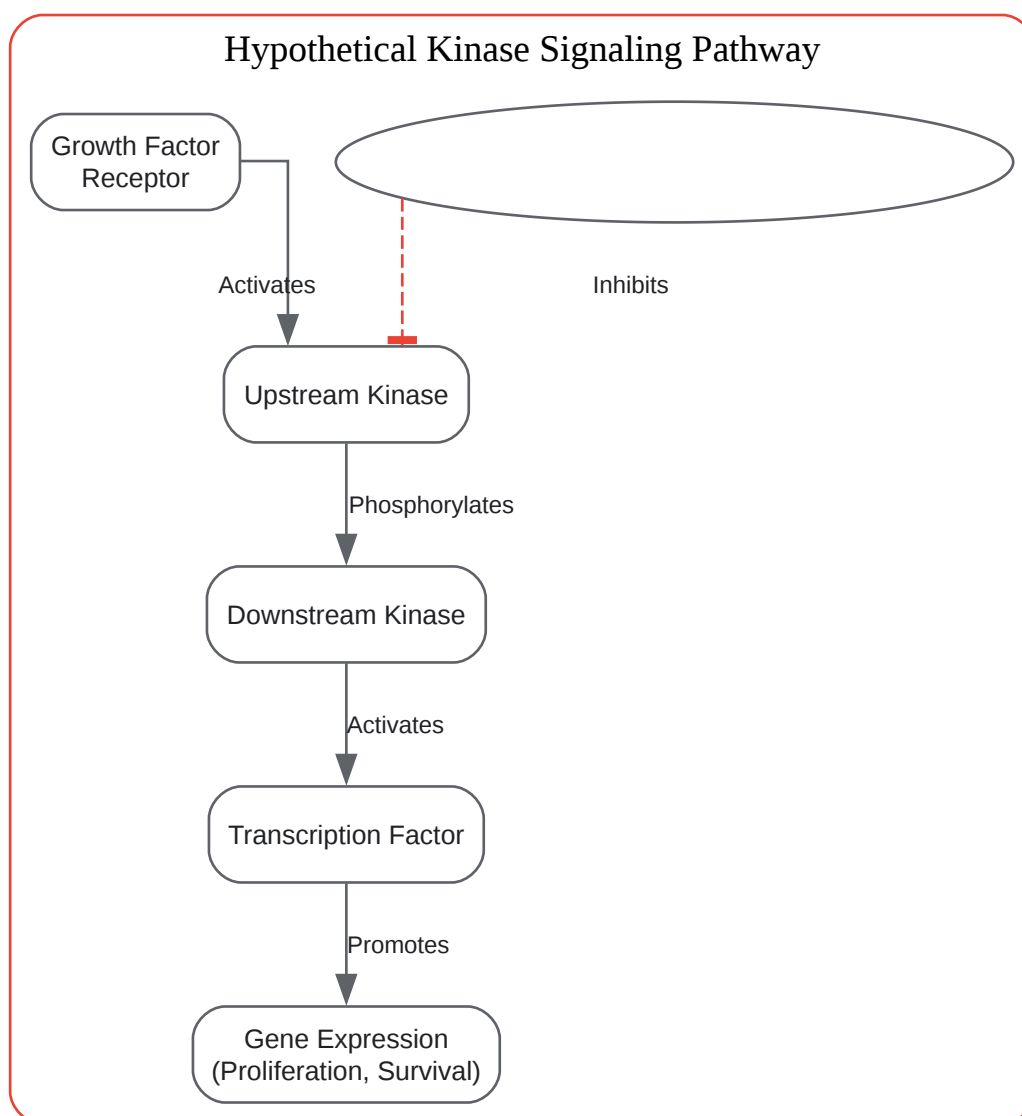 Hypothetical Kinase Signaling Pathway
Growth Factor
Receptor
Activates
Inhibits
Upstream Kinase
Phosphorylates
Downstream Kinase
Activates
Transcription Factor
Promotes
Gene Expression
(Proliferation, Survival)